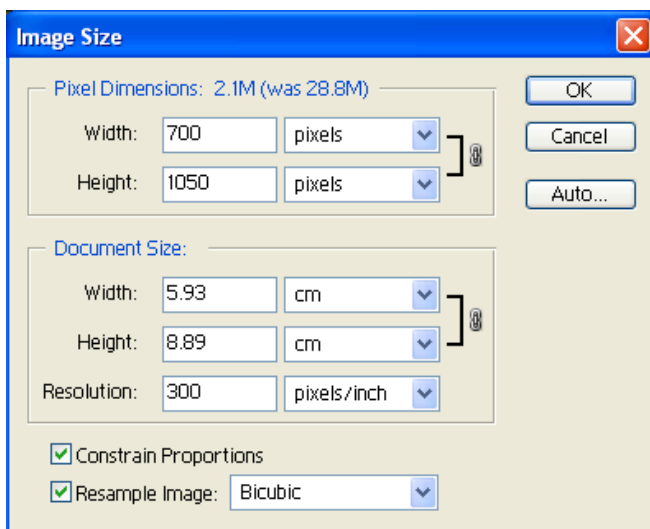 Image Size
Pixel Dimensions: 2.1M (was 28.8M)
OK
Width: 700 pixels
Cancel
Height: 1050 pixels
Auto...
Document Size:
Width: 5.93 cm
Height: 8.89 cm
Resolution: 300 pixels/inch
Constrain Proportions
Resample Image: Bicubic